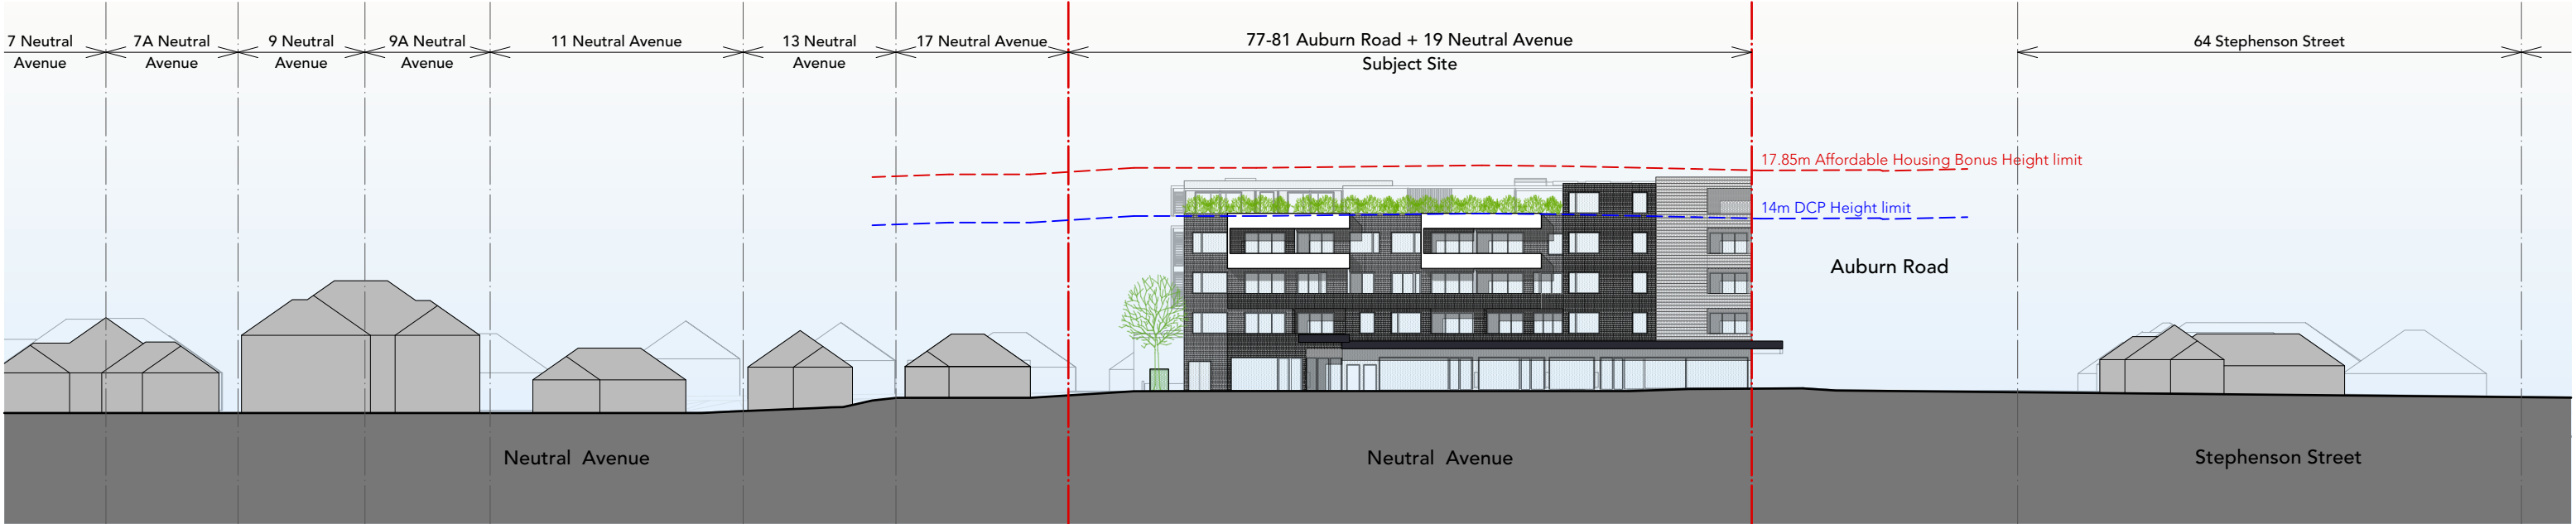 7 Neutral
Avenue
7A Neutral
Avenue
9 Neutral
Avenue
9A Neutral
Avenue
11 Neutral Avenue
13 Neutral
Avenue
17 Neutral Avenue
77-81 Auburn Road + 19 Neutral Avenue
Subject Site
64 Stephenson Street
17.85m Affordable Housing Bonus Height limit
14m DCP Height limit
Auburn Road
Neutral Avenue
Neutral Avenue
Stephenson Street